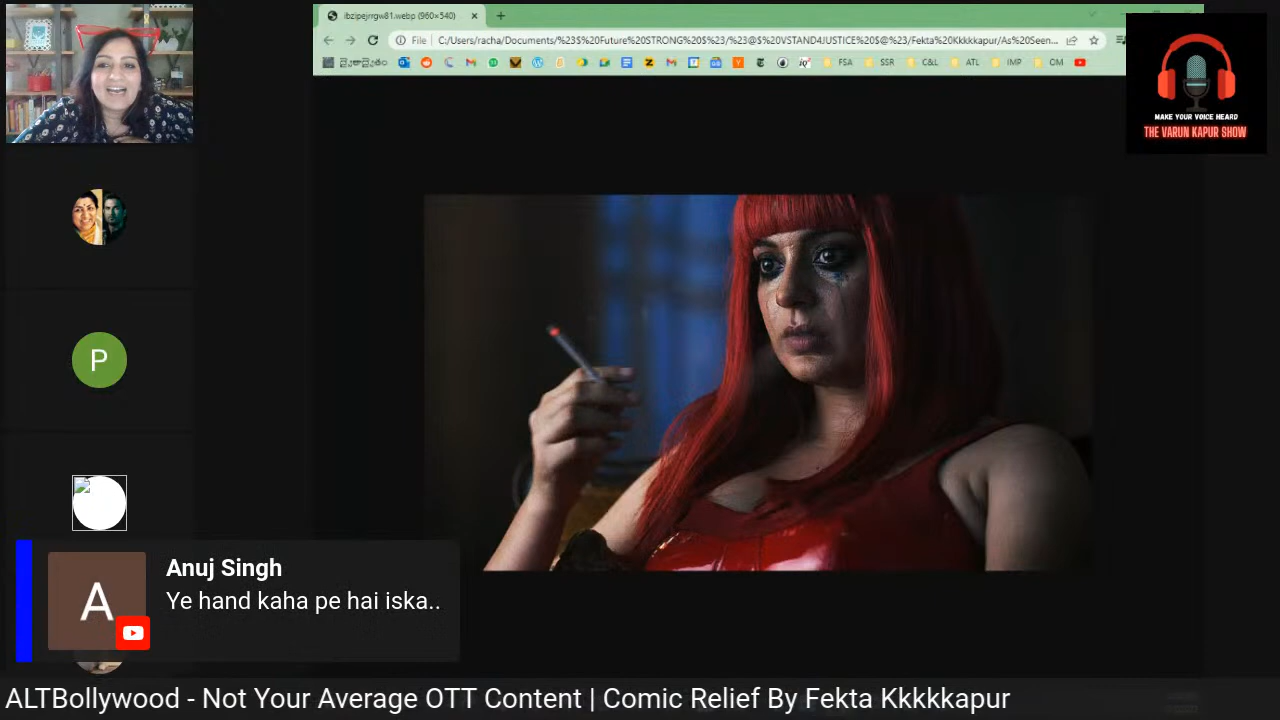 ibzipejrrgw81.webp (960×540)
File C:/Users/racha/Documents/%23$%20Future%20STRONG%20$%23/%23@$%20VSTAND4JUSTICE%20$@%23/Fekta%20Kkkkkapur/As%20Seen...
FSA SSR C&L ATL IMP OM
MAKE YOUR VOICE HEARD
THE VARUN KAPUR SHOW
P
A
Anuj Singh
Ye hand kaha pe hai iska..
ALTBollywood - Not Your Average OTT Content | Comic Relief By Fekta Kkkkkapur